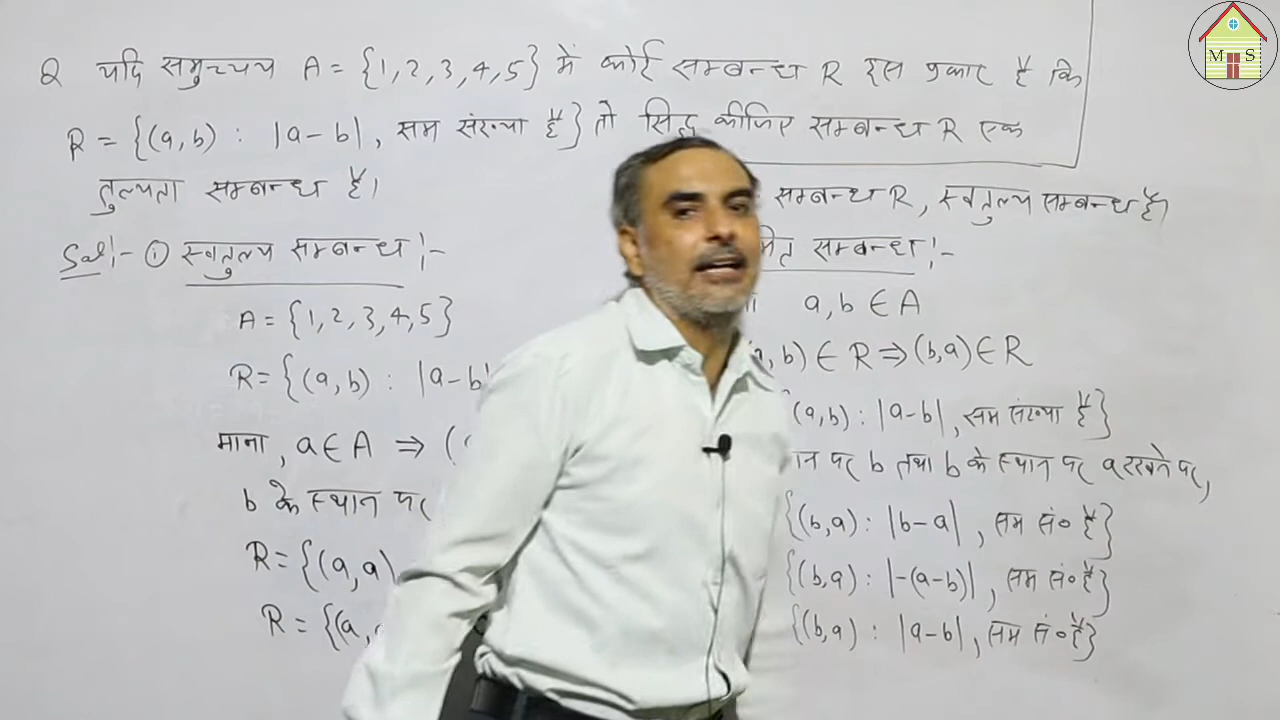 Q यदि समुच्चय A = {1,2,3,4,5} में कोई सम्बन्ध R इस प्रकार है कि
R = {(a,b) : |a-b| , सम संख्या है } तो सिद्ध कीजिए सम्बन्ध R एक
तुल्यता सम्बन्ध है।
Sol:- ① स्वतुल्य सम्बन्ध :-
A = {1,2,3,4,5}
R = {(a,b) : |a-b|
माना, a∈A ⇒ (
b के स्थान पर
R = {(a,a)
R = {(a,
सम्बन्ध R, स्वतुल्य सम्बन्ध है।
सम्बन्ध :-
a,b ∈ A
b) ∈ R ⇒ (b,a) ∈ R
(a,b) : |a-b| , सम संख्या है }
पर b तथा b के स्थान पर a रखने पर,
{(b,a) : |b-a| , सम सं० है }
{(b,a) : |-(a-b)| , सम सं० है }
{(b,a) : |a-b| , सम सं० है }
M S